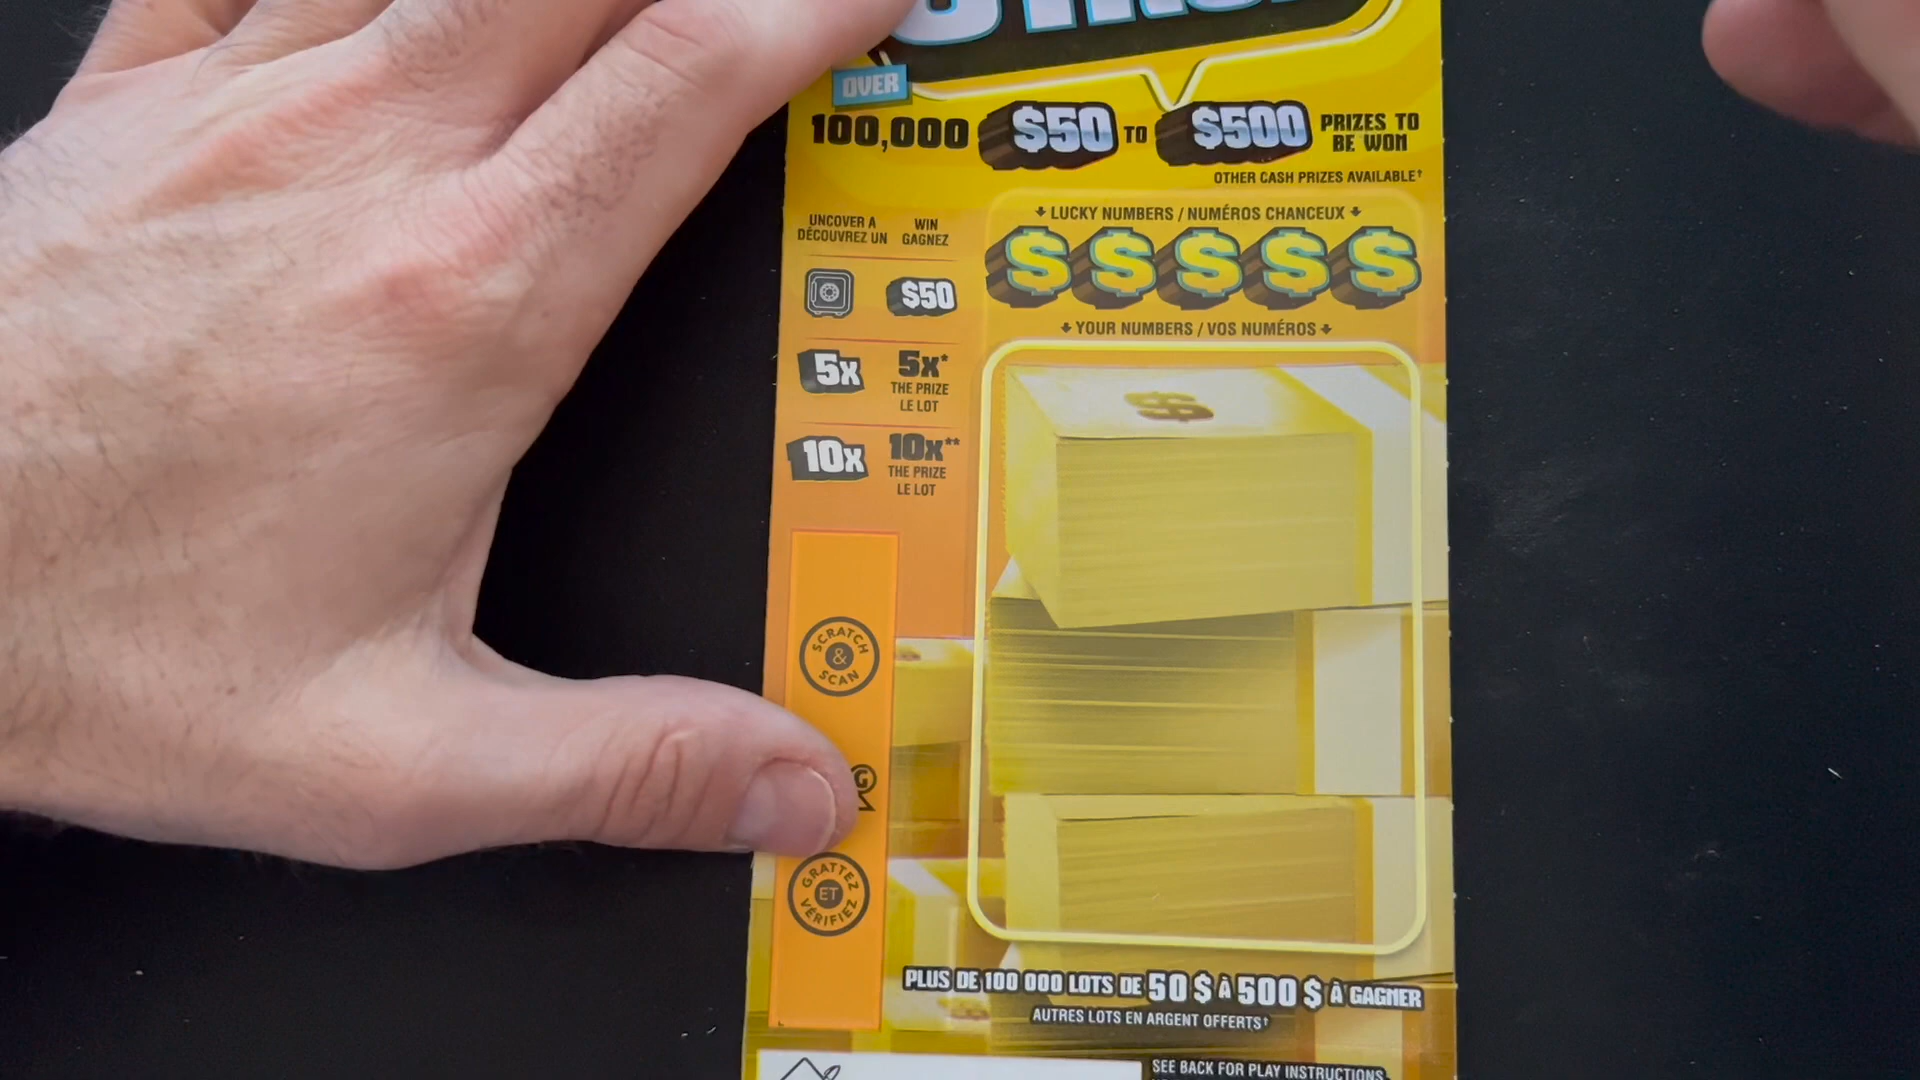 OVER
100,000 $50 TO $500 PRIZES TO BE WON
OTHER CASH PRIZES AVAILABLE†
UNCOVER A
DÉCOUVREZ UN
WIN
GAGNEZ
$50
5X 5X*
THE PRIZE
LE LOT
10X 10X**
THE PRIZE
LE LOT
LUCKY NUMBERS / NUMÉROS CHANCEUX
$ $ $ $ $
YOUR NUMBERS / VOS NUMÉROS
$
SCRATCH & SCAN
G
GRATTEZ ET VÉRIFIEZ
PLUS DE 100 000 LOTS DE 50 $ À 500 $ À GAGNER
AUTRES LOTS EN ARGENT OFFERTS†
SEE BACK FOR PLAY INSTRUCTIONS.